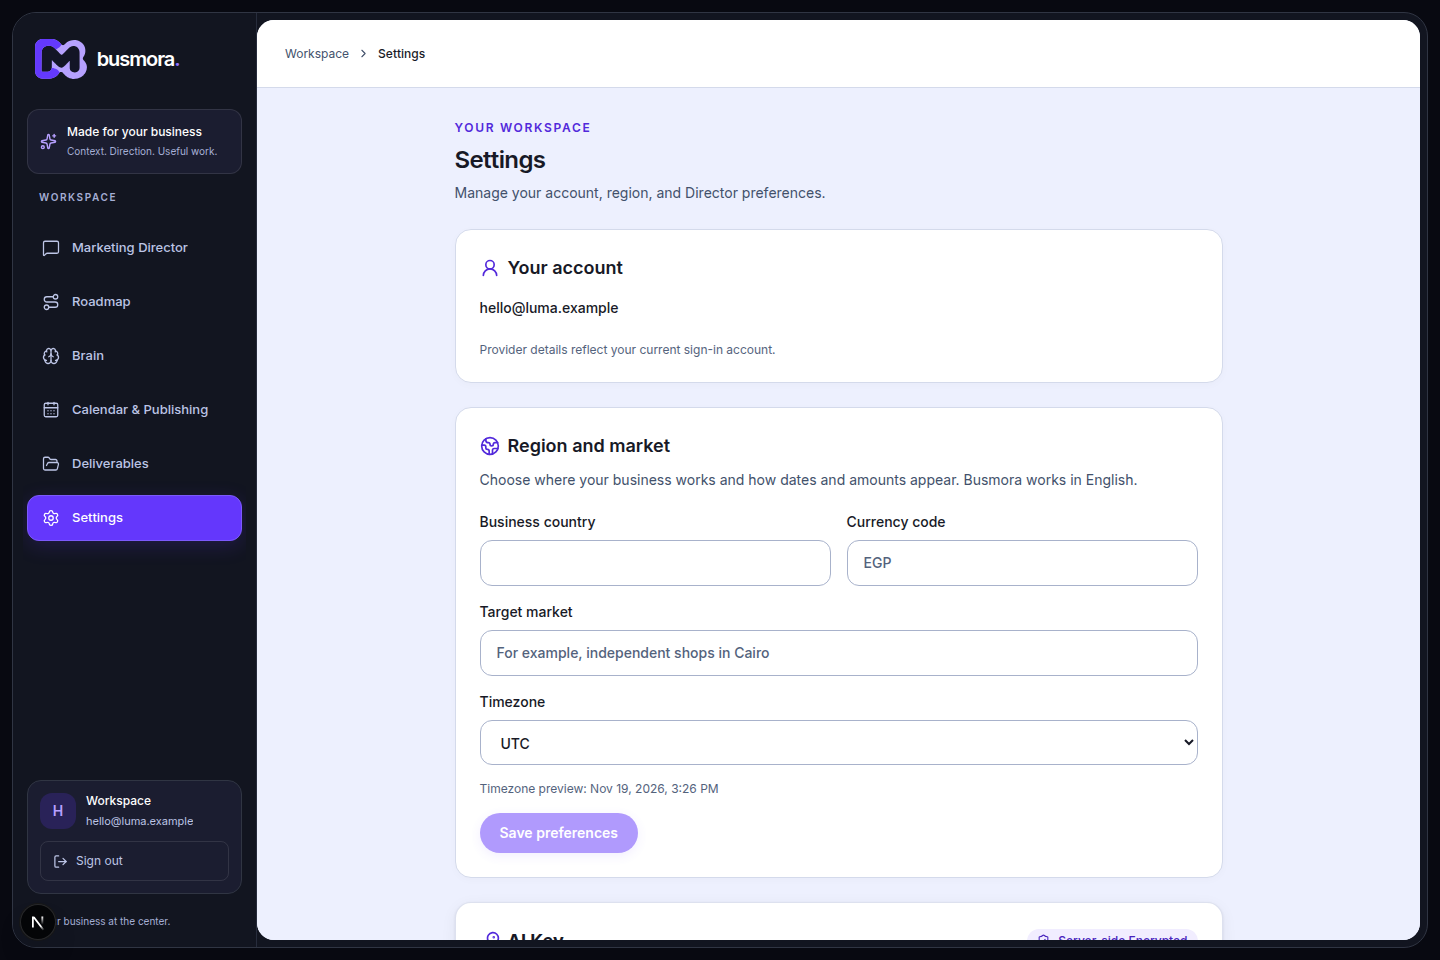 busmora.
Made for your business
Context. Direction. Useful work.
WORKSPACE
Marketing Director
Roadmap
Brain
Calendar & Publishing
Deliverables
Settings
H
Workspace
hello@luma.example
Sign out
N
r business at the center.
Workspace > Settings
YOUR WORKSPACE
Settings
Manage your account, region, and Director preferences.
Your account
hello@luma.example
Provider details reflect your current sign-in account.
Region and market
Choose where your business works and how dates and amounts appear. Busmora works in English.
Business country
Currency code
EGP
Target market
For example, independent shops in Cairo
Timezone
UTC
Timezone preview: Nov 19, 2026, 3:26 PM
Save preferences
AI Key
Server-side Encrypted